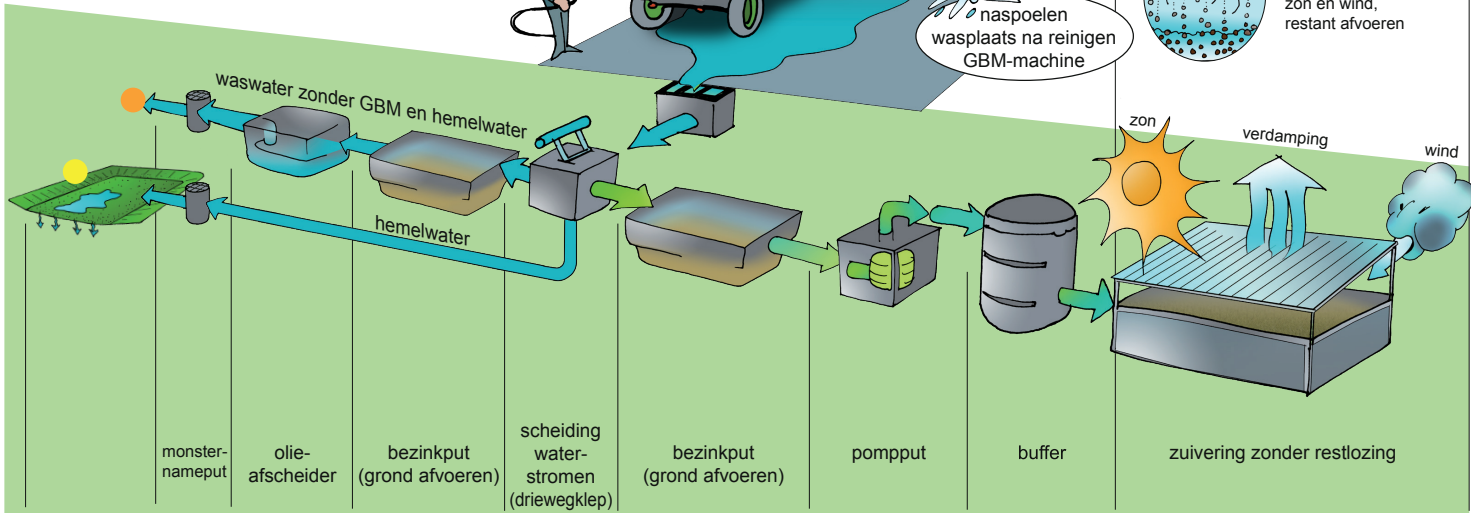 zon en wind,
restant afvoeren
naspoelen
wasplaats na reinigen
GBM-machine
waswater zonder GBM en hemelwater
hemelwater
zon
verdamping
wind
monster-
nameput
olie-
afscheider
bezinkput
(grond afvoeren)
scheiding
water-
stromen
(driewegklep)
bezinkput
(grond afvoeren)
pompput
buffer
zuivering zonder restlozing